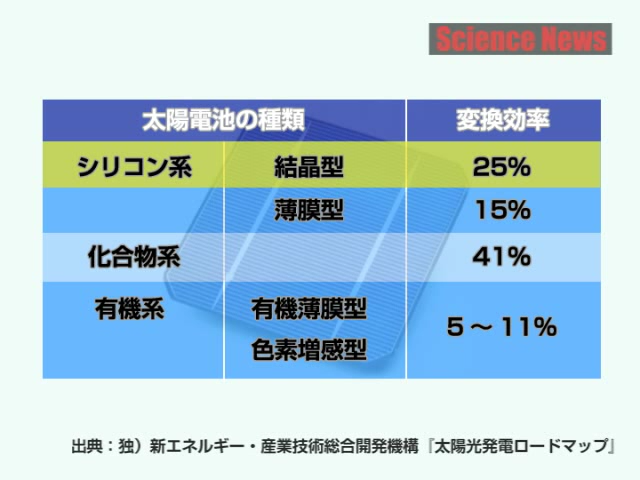 Science News
太陽電池の種類 変換効率
シリコン系 結晶型 25%
薄膜型 15%
化合物系 41%
有機系 有機薄膜型 5～11%
色素増感型
出典：独）新エネルギー・産業技術総合開発機構『太陽光発電ロードマップ』